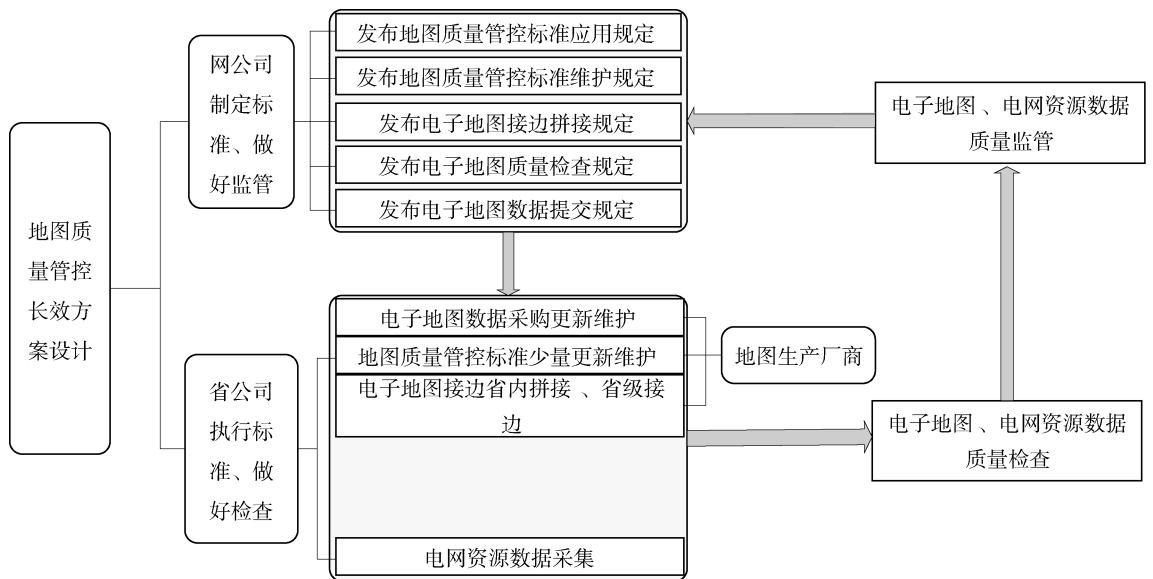 地图质
量管控
长效方
案设计
网公司
制定标
准、做
好监管
发布地图质量管控标准应用规定
发布地图质量管控标准维护规定
发布电子地图接边拼接规定
发布电子地图质量检查规定
发布电子地图数据提交规定
电子地图、电网资源数据
质量监管
省公司
执行标
准、做
好检查
电子地图数据采购更新维护
地图质量管控标准少量更新维护
电子地图接边省内拼接、省级接
边
电网资源数据采集
地图生产厂商
电子地图、电网资源数据
质量检查